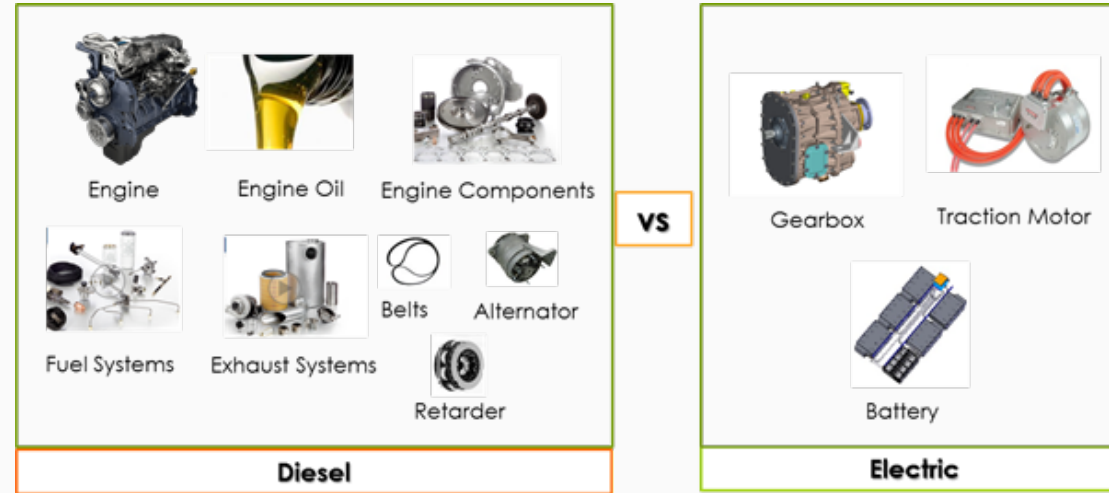 Engine
Engine Oil
Engine Components
Fuel Systems
Exhaust Systems
Belts
Alternator
Retarder
Diesel
vs
Gearbox
Traction Motor
Battery
Electric